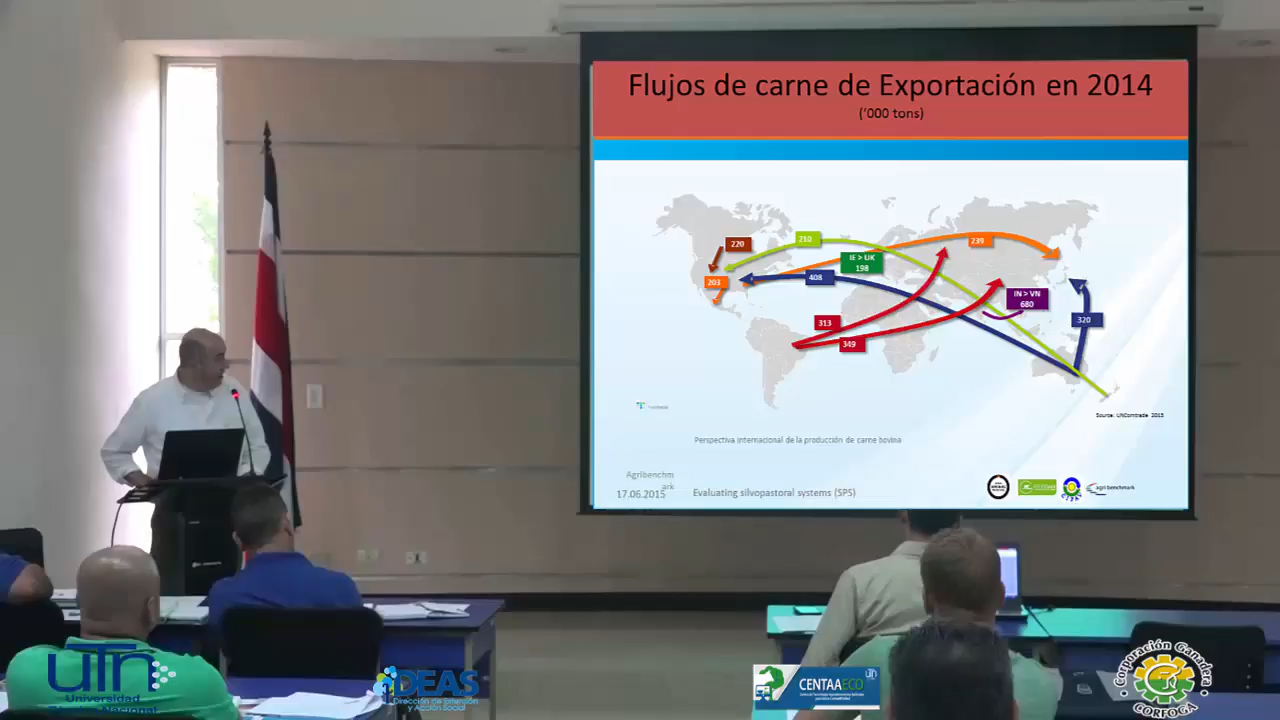 Flujos de carne de Exportación en 2014
('000 tons)
220
210
239
IE > UK
198
203
408
IN > VN
680
313
320
349
Source: UNComtrade 2015
Perspectiva internacional de la producción de carne bovina
Agribenchm
ark
17.06.2015
Evaluating silvopastoral systems (SPS)
agri benchmark
UTN
Universidad
Nacional
IDEAS
Dirección de Extensión
y Acción Social
CENTAAECO
Corporación Ganadera
CORFOGA